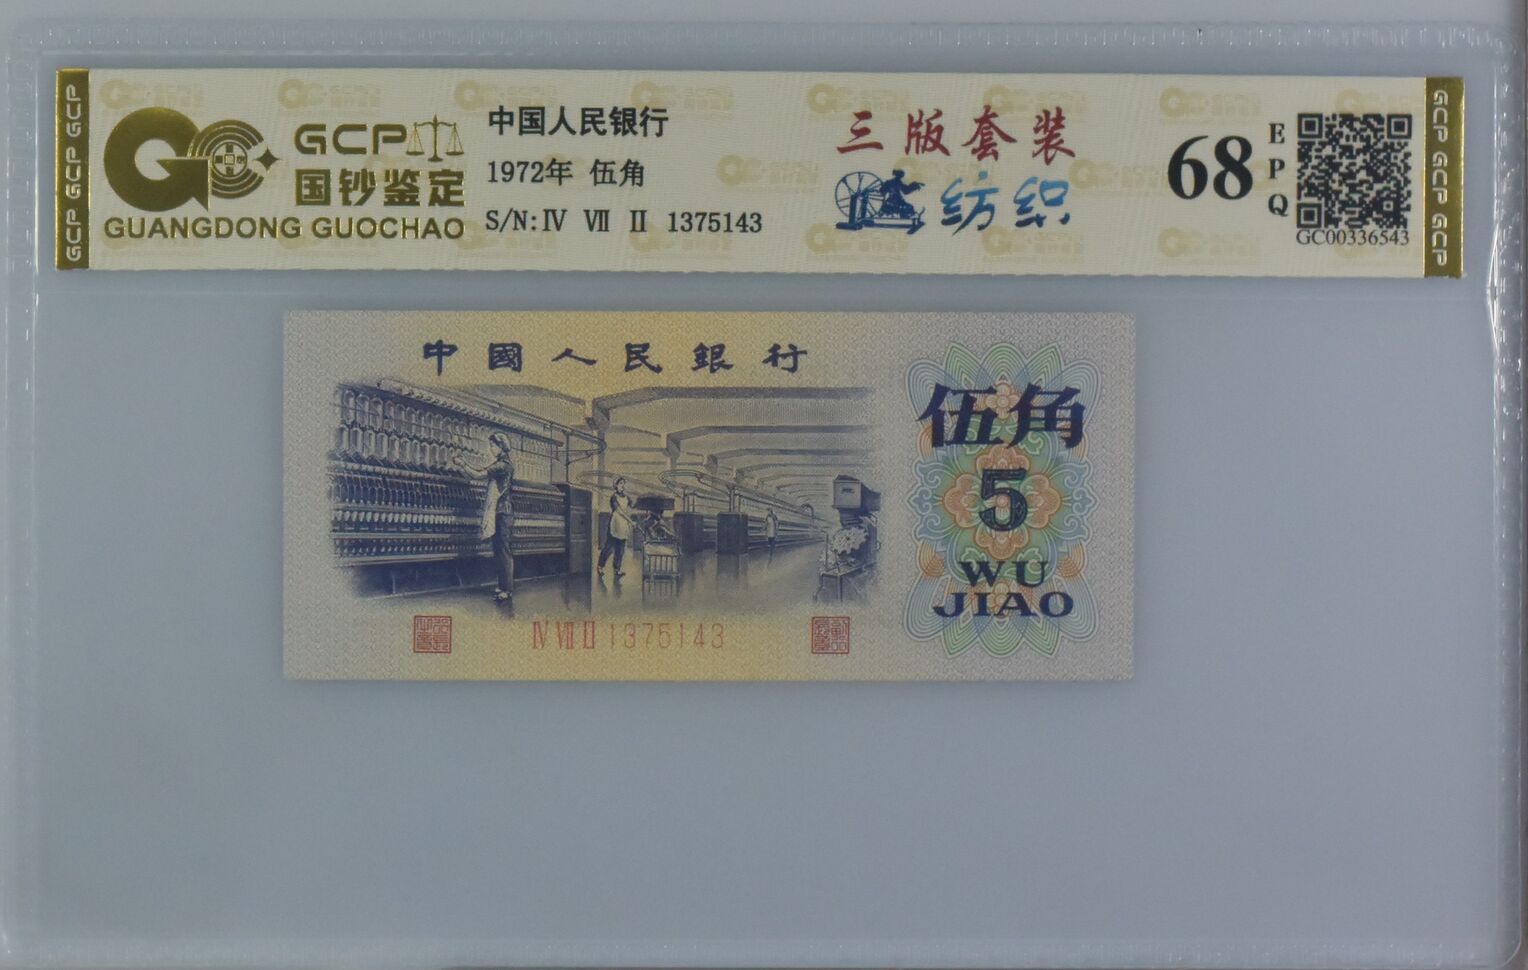 GCP GCP GCP
GCP
国钞鉴定
GUANGDONG GUOCHAO
中国人民银行
1972年 伍角
S/N:Ⅳ Ⅶ Ⅱ 1375143
三版套装
纺织
68
EPQ
GC00336543
GCP GCP GCP
中國人民銀行
伍角
5
WU
JIAO
Ⅳ Ⅶ Ⅱ 1375143